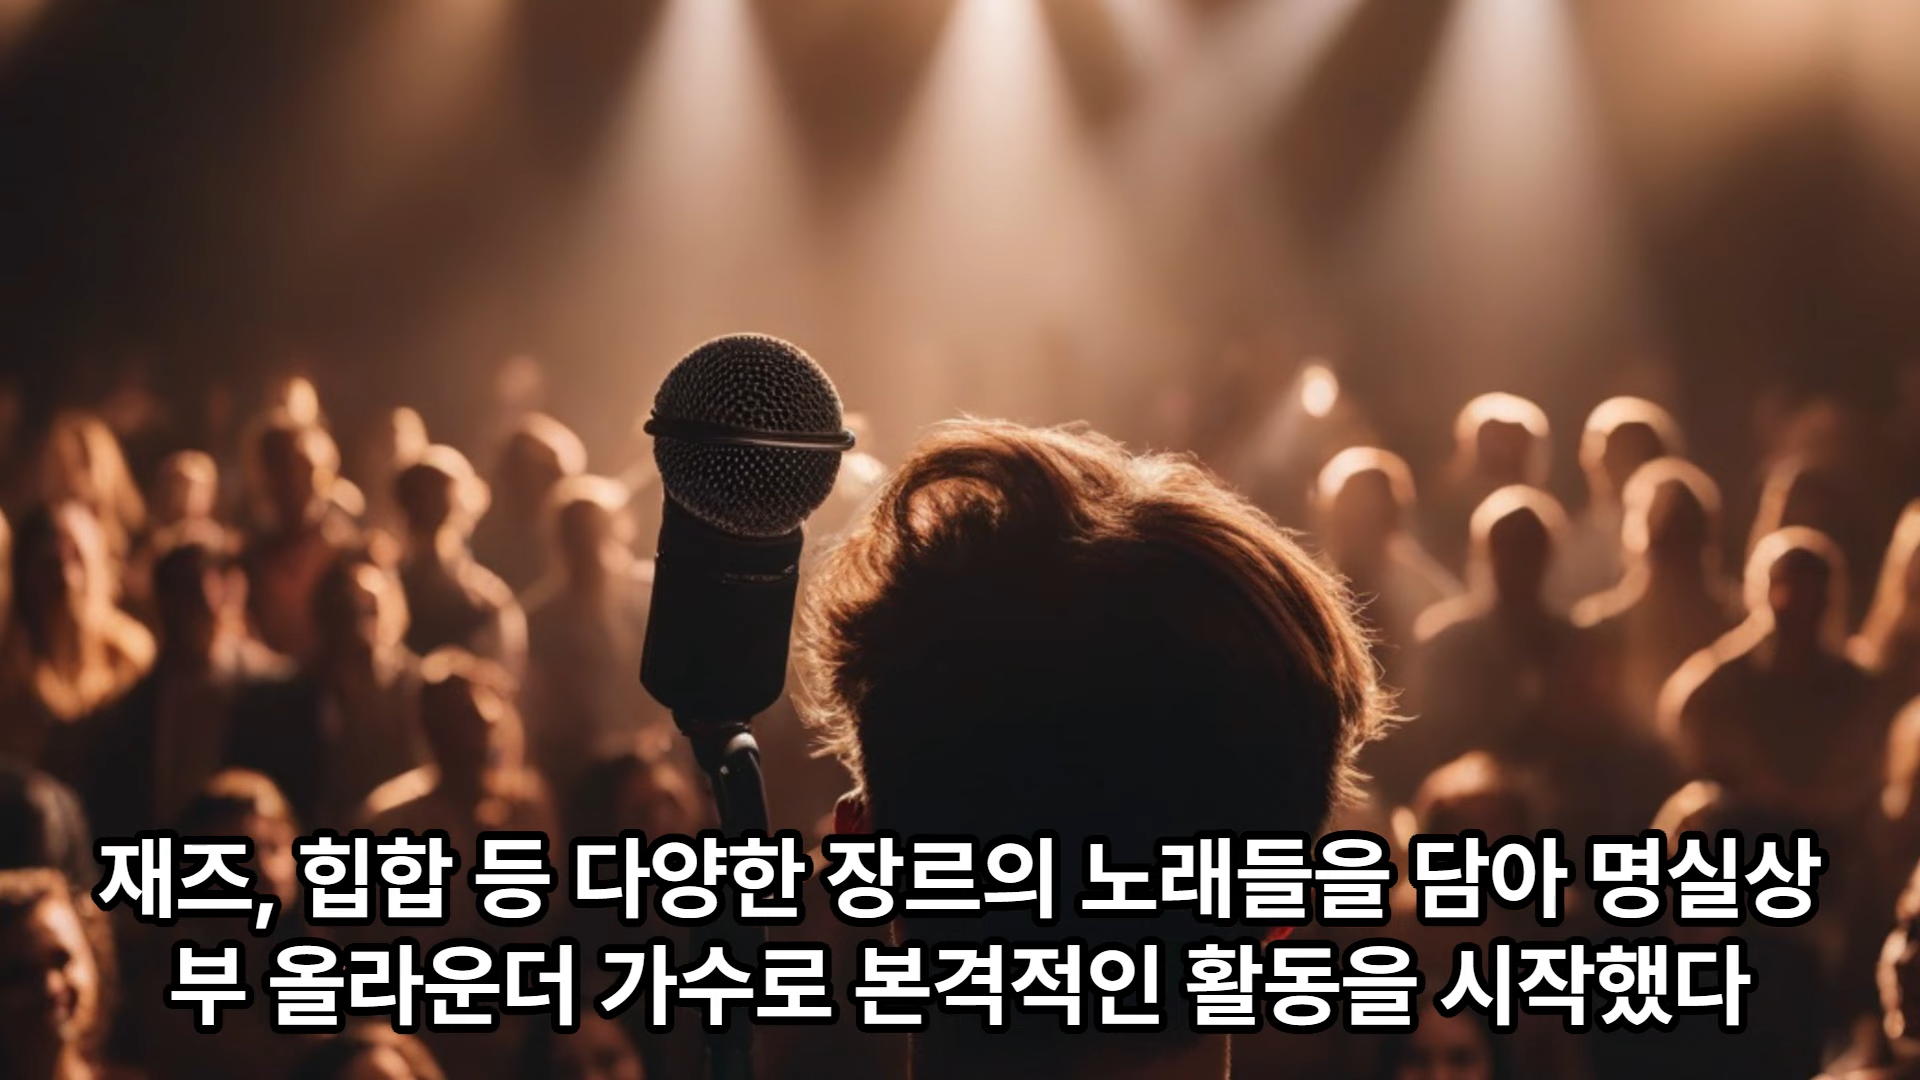 재즈, 힙합 등 다양한 장르의 노래들을 담아 명실상
부 올라운더 가수로 본격적인 활동을 시작했다